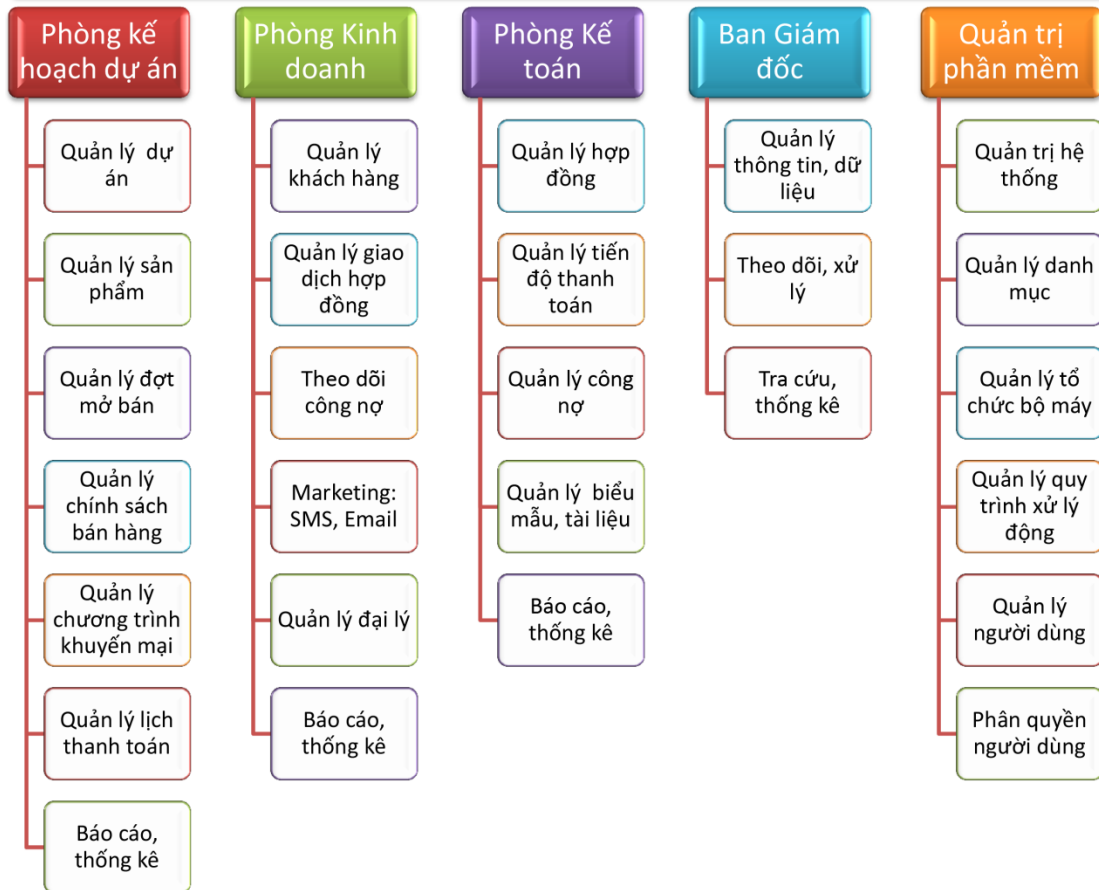 Phòng kế
hoạch dự án
Quản lý dự
án
Quản lý sản
phẩm
Quản lý đợt
mở bán
Quản lý
chính sách
bán hàng
Quản lý
chương trình
khuyến mại
Quản lý lịch
thanh toán
Báo cáo,
thống kê
Phòng Kinh
doanh
Quản lý
khách hàng
Quản lý giao
dịch hợp
đồng
Theo dõi
công nợ
Marketing:
SMS, Email
Quản lý đại lý
Báo cáo,
thống kê
Phòng Kế
toán
Quản lý hợp
đồng
Quản lý tiến
độ thanh
toán
Quản lý công
nợ
Quản lý biểu
mẫu, tài liệu
Báo cáo,
thống kê
Ban Giám
đốc
Quản lý
thông tin, dữ
liệu
Theo dõi, xử
lý
Tra cứu,
thống kê
Quản trị
phần mềm
Quản trị hệ
thống
Quản lý danh
mục
Quản lý tổ
chức bộ máy
Quản lý quy
trình xử lý
động
Quản lý
người dùng
Phân quyền
người dùng